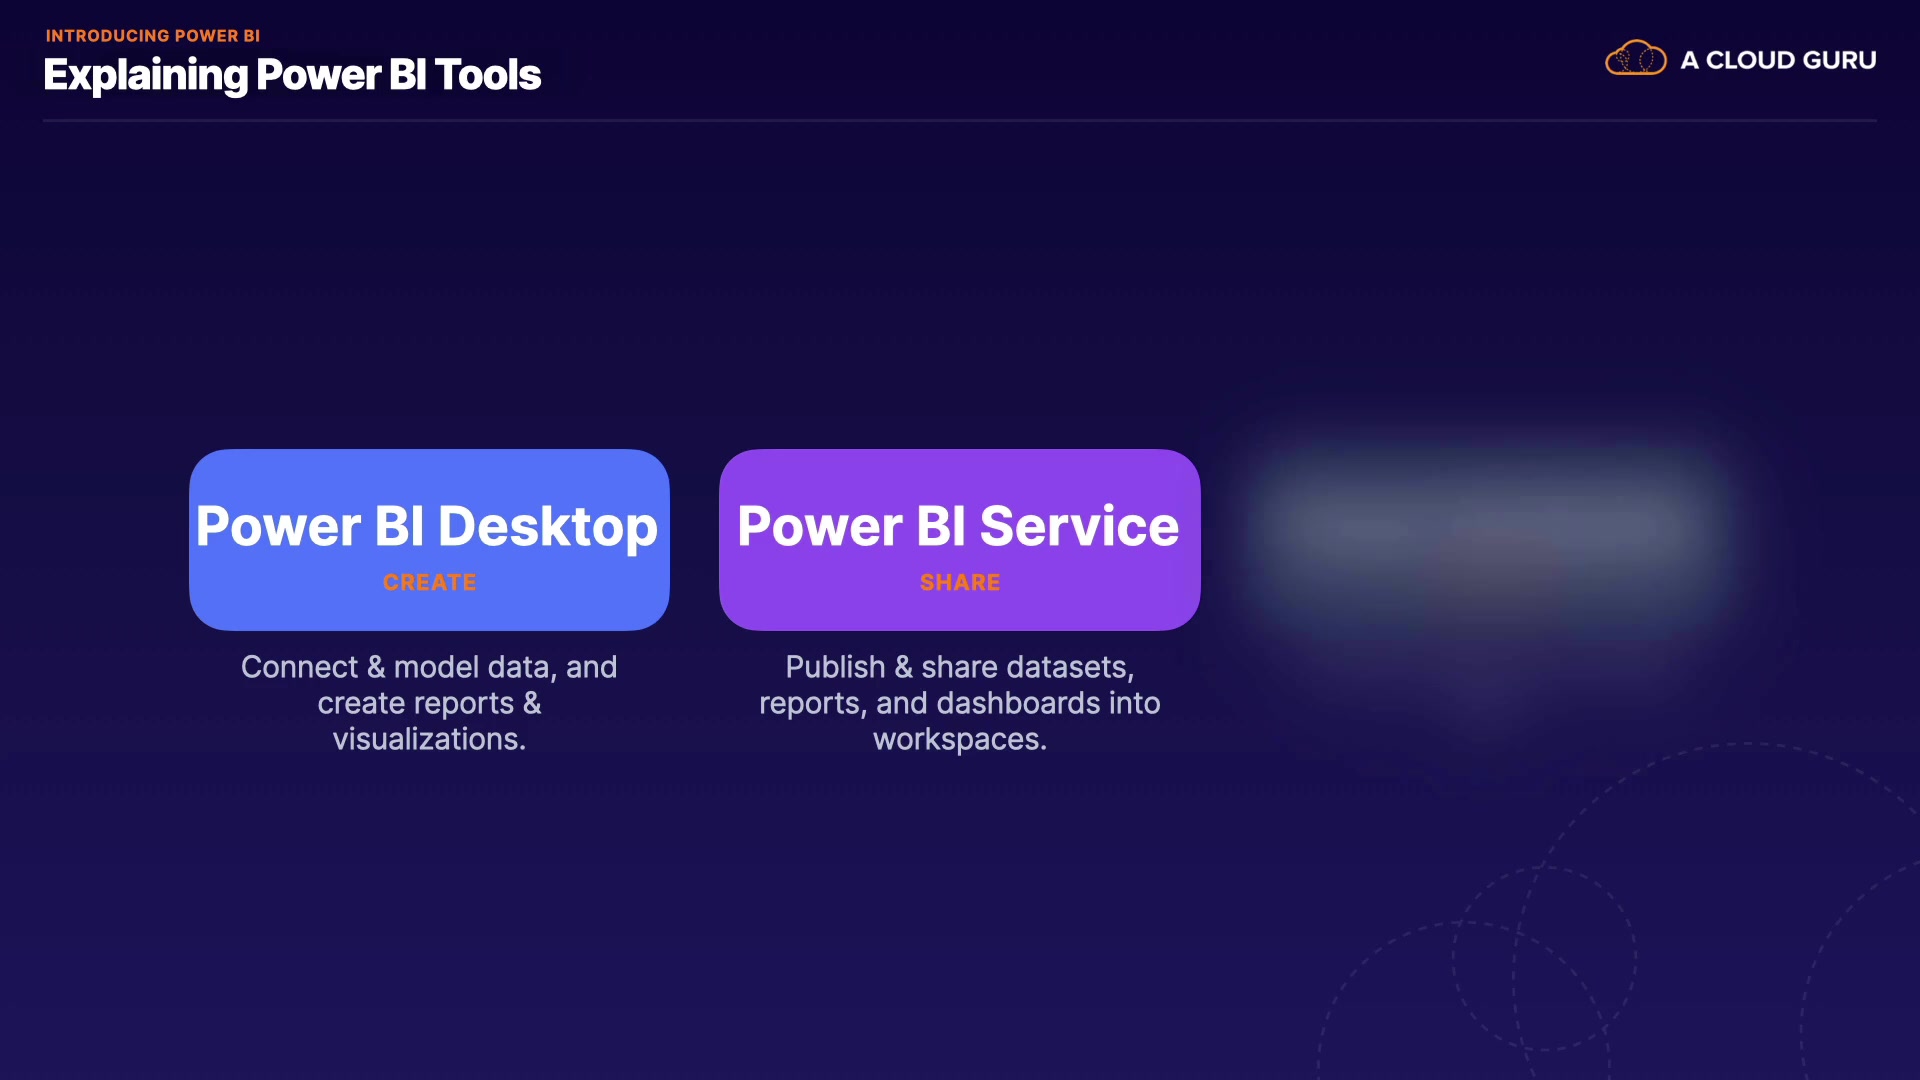 INTRODUCING POWER BI
Explaining Power BI Tools
A CLOUD GURU
Power BI Desktop
CREATE
Connect & model data, and
create reports &
visualizations.
Power BI Service
SHARE
Publish & share datasets,
reports, and dashboards into
workspaces.